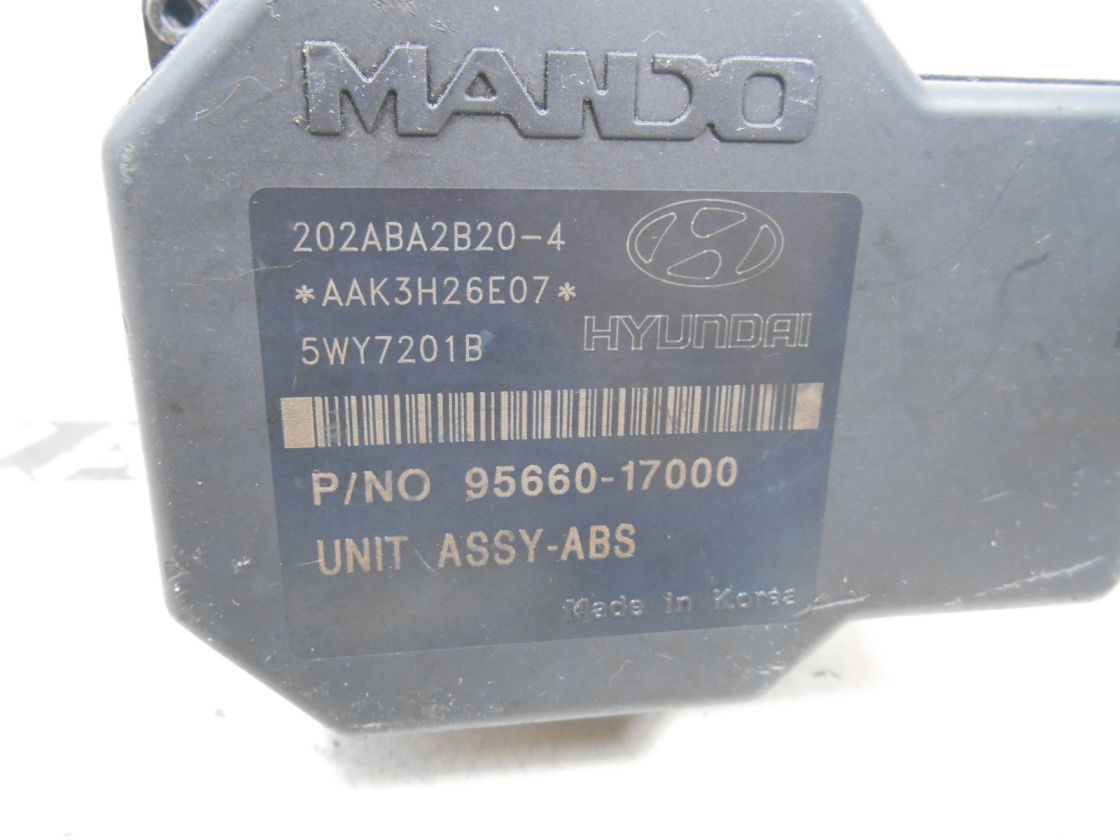 MANDO
202ABA2B20-4
*AAK3H26E07*
5WY7201B
HYUNDAI
P/NO 95660-17000
UNIT ASSY-ABS
Made in Korea